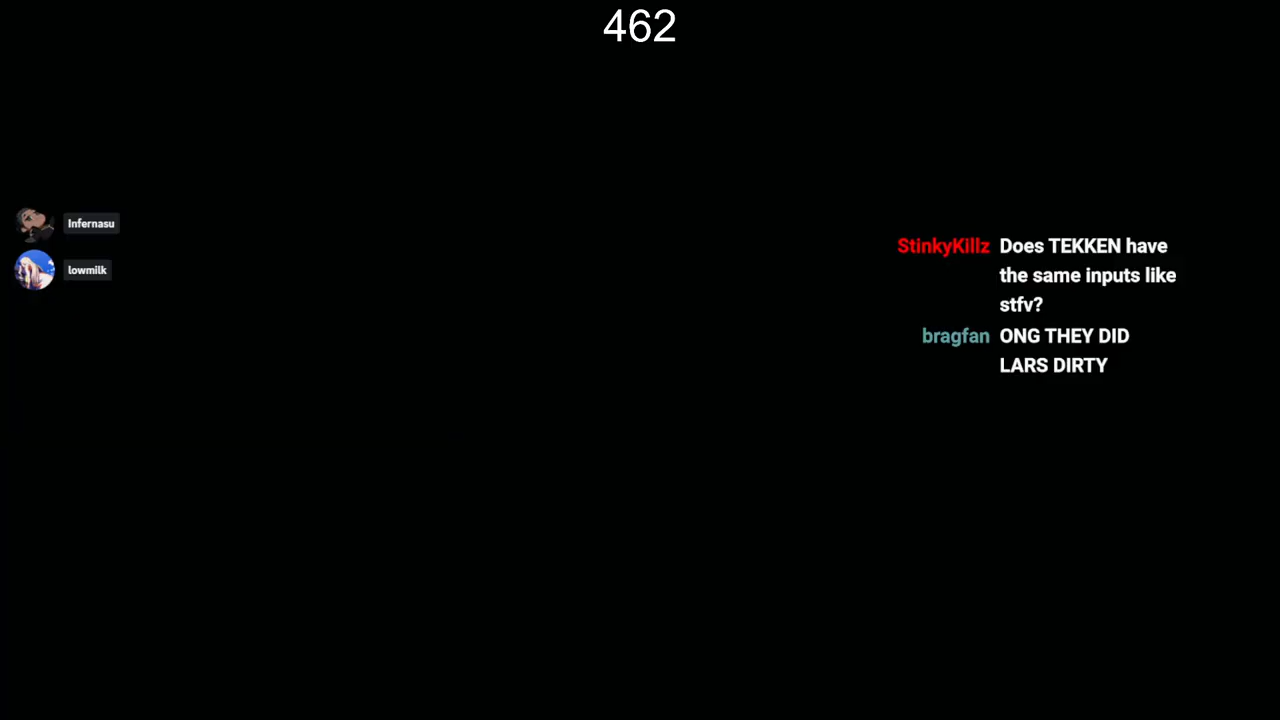 462
Infernasu
lowmilk
StinkyKillz Does TEKKEN have
the same inputs like
stfv?
bragfan ONG THEY DID
LARS DIRTY